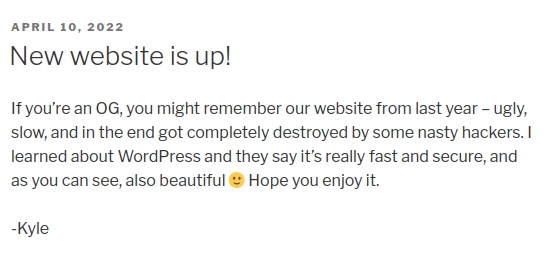 APRIL 10, 2022
New website is up!
If you’re an OG, you might remember our website from last year – ugly,
slow, and in the end got completely destroyed by some nasty hackers. I
learned about WordPress and they say it’s really fast and secure, and
as you can see, also beautiful 🙂 Hope you enjoy it.
-Kyle